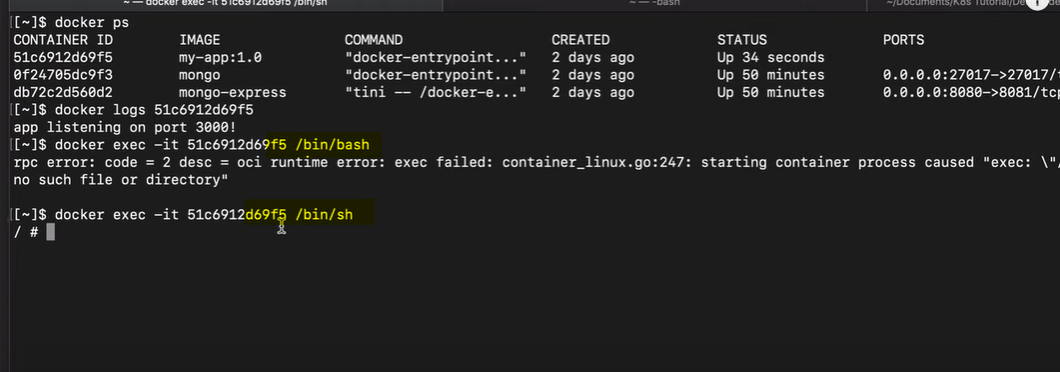 ~ — docker exec -it 51c6912d69f5 /bin/sh
~ — -bash
~/Documents/K8s Tutorial/De
[~]$ docker ps
CONTAINER ID IMAGE COMMAND CREATED STATUS PORTS
51c6912d69f5 my-app:1.0 "docker-entrypoint..." 2 days ago Up 34 seconds
0f24705dc9f3 mongo "docker-entrypoint..." 2 days ago Up 50 minutes 0.0.0.0:27017->27017/
db72c2d560d2 mongo-express "tini -- /docker-e..." 2 days ago Up 50 minutes 0.0.0.0:8080->8081/tcp
[~]$ docker logs 51c6912d69f5
app listening on port 3000!
[~]$ docker exec -it 51c6912d69f5 /bin/bash
rpc error: code = 2 desc = oci runtime error: exec failed: container_linux.go:247: starting container process caused "exec: \"/
no such file or directory"
[~]$ docker exec -it 51c6912d69f5 /bin/sh
/ #